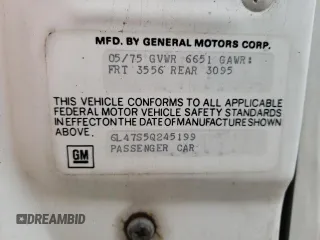 MFD. BY GENERAL MOTORS CORP.
05/75 GVWR 6651 GAWR:
FRT 3556 REAR 3095
THIS VEHICLE CONFORMS TO ALL APPLICABLE
FEDERAL MOTOR VEHICLE SAFETY STANDARDS
IN EFFECT ON THE DATE OF MANUFACTURE SHOWN
ABOVE.
6L47S5Q245199
PASSENGER CAR
GM
DREAMBID